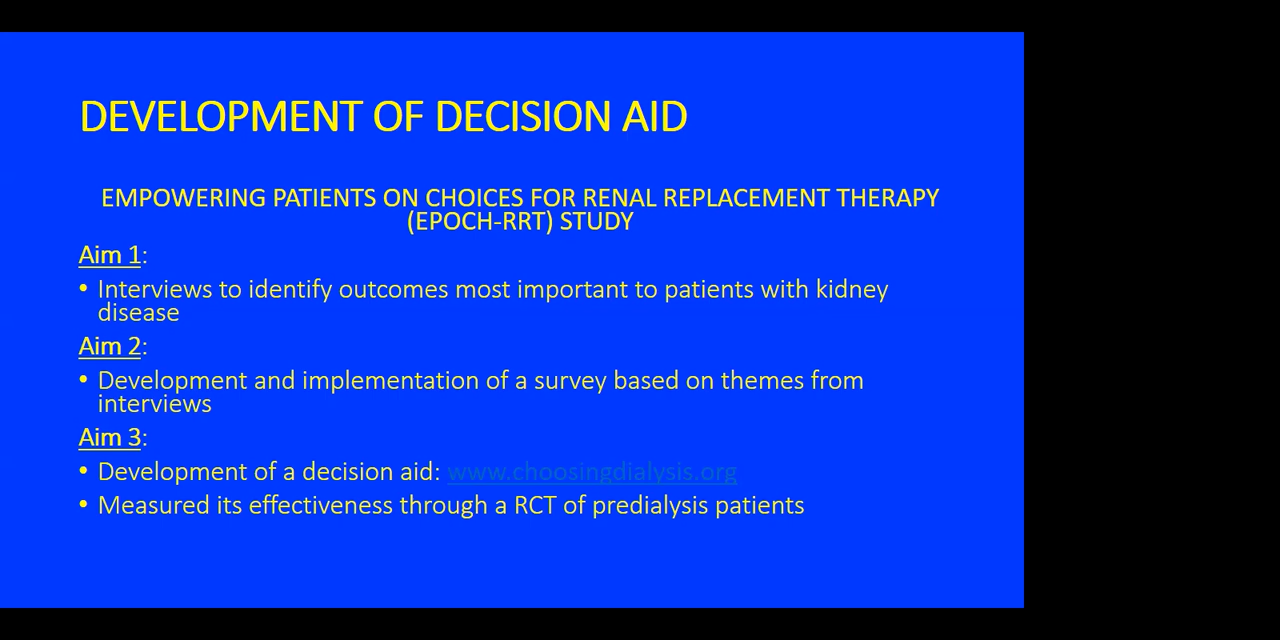 DEVELOPMENT OF DECISION AID
EMPOWERING PATIENTS ON CHOICES FOR RENAL REPLACEMENT THERAPY
(EPOCH-RRT) STUDY
Aim 1:
• Interviews to identify outcomes most important to patients with kidney
disease
Aim 2:
• Development and implementation of a survey based on themes from
interviews
Aim 3:
• Development of a decision aid: www.choosingdialysis.org
• Measured its effectiveness through a RCT of predialysis patients